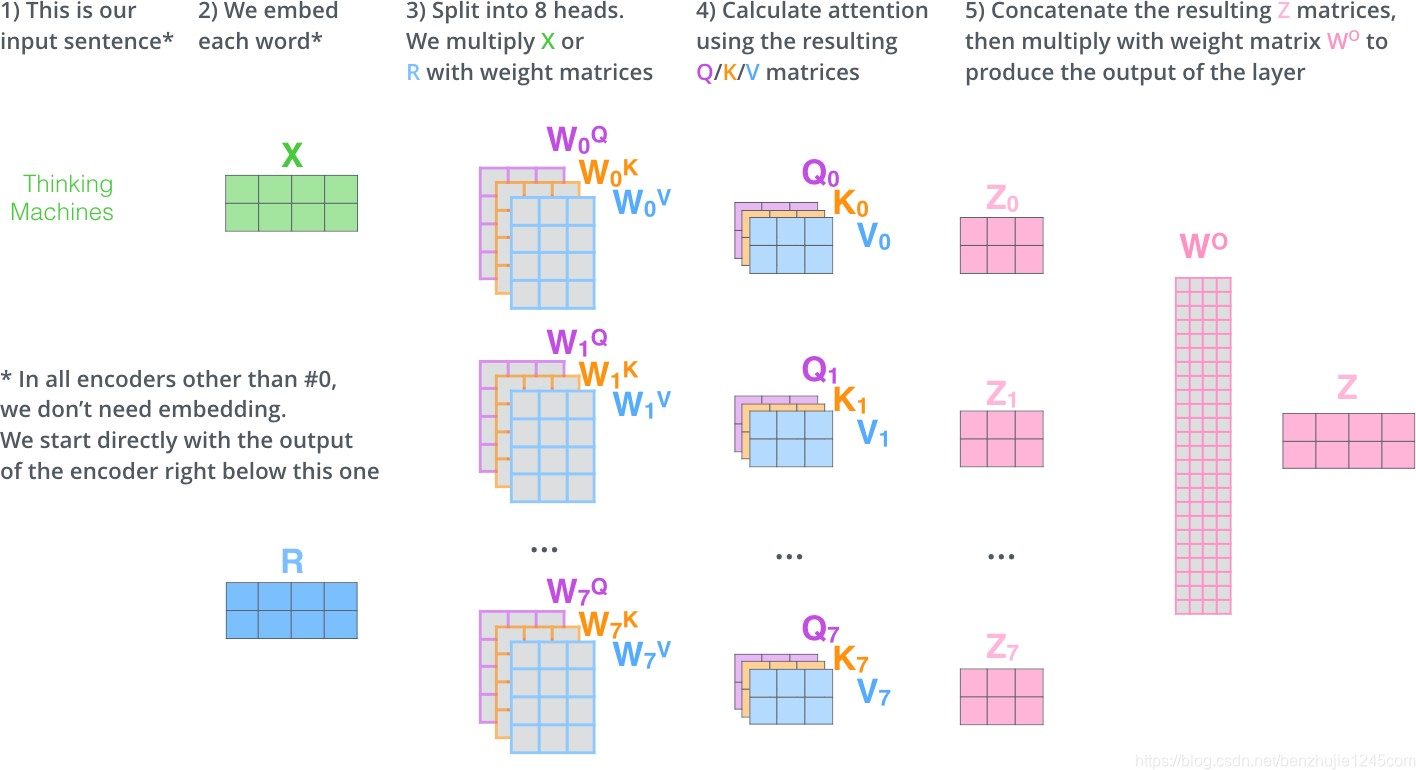 1) This is our
input sentence*
2) We embed
each word*
3) Split into 8 heads.
We multiply X or
R with weight matrices
4) Calculate attention
using the resulting
Q/K/V matrices
5) Concatenate the resulting Z matrices,
then multiply with weight matrix Wᴼ to
produce the output of the layer
Thinking
Machines
X
W₀Q
W₀K
W₀V
Q₀
K₀
V₀
Z₀
* In all encoders other than #0,
we don’t need embedding.
We start directly with the output
of the encoder right below this one
R
W₁Q
W₁K
W₁V
Q₁
K₁
V₁
Z₁
...
...
...
W₇Q
W₇K
W₇V
Q₇
K₇
V₇
Z₇
Wᴼ
Z
https://blog.csdn.net/benzhujie1245com